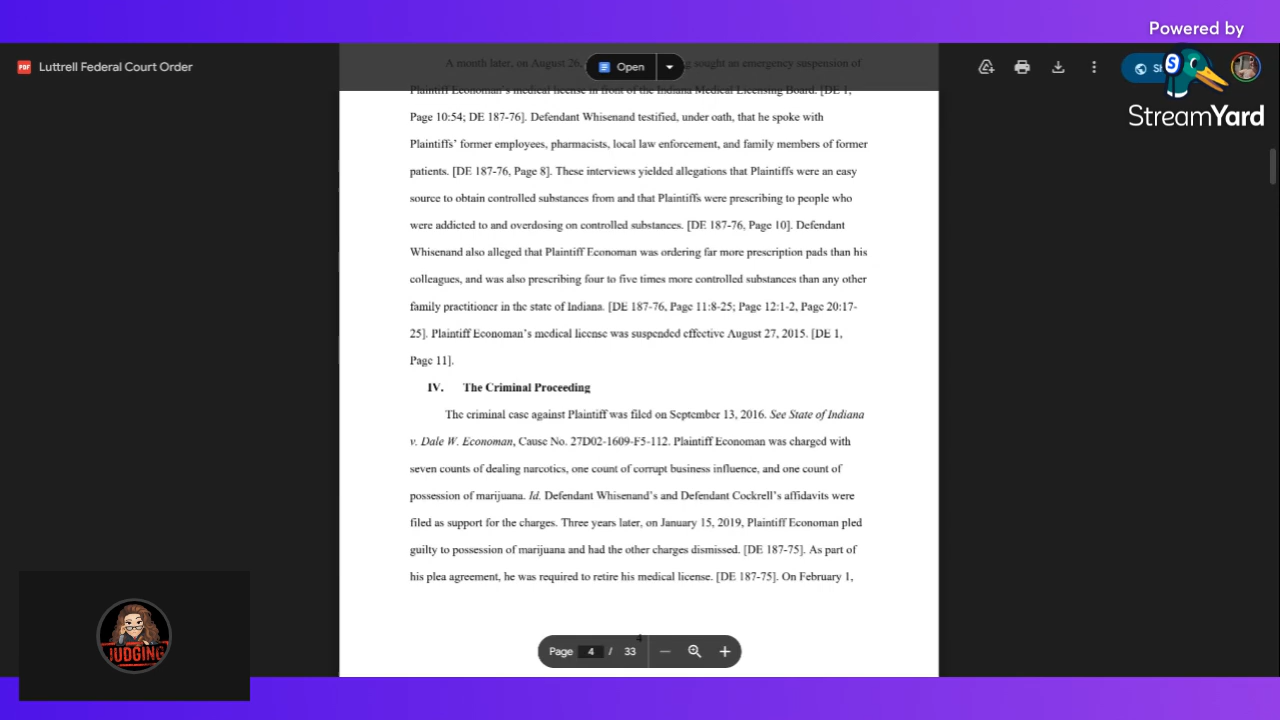 Powered by
StreamYard
Luttrell Federal Court Order
Open
A month later, on August 26, g sought an emergency suspension of
Plaintiff Economan's medical license in front of the Indiana Medical Licensing Board. [DE 1,
Page 10:54; DE 187-76]. Defendant Whisenand testified, under oath, that he spoke with
Plaintiffs' former employees, pharmacists, local law enforcement, and family members of former
patients. [DE 187-76, Page 8]. These interviews yielded allegations that Plaintiffs were an easy
source to obtain controlled substances from and that Plaintiffs were prescribing to people who
were addicted to and overdosing on controlled substances. [DE 187-76, Page 10]. Defendant
Whisenand also alleged that Plaintiff Economan was ordering far more prescription pads than his
colleagues, and was also prescribing four to five times more controlled substances than any other
family practitioner in the state of Indiana. [DE 187-76, Page 11:8-25; Page 12:1-2, Page 20:17-
25]. Plaintiff Economan's medical license was suspended effective August 27, 2015. [DE 1,
Page 11].
IV. The Criminal Proceeding
The criminal case against Plaintiff was filed on September 13, 2016. See State of Indiana
v. Dale W. Economan, Cause No. 27D02-1609-F5-112. Plaintiff Economan was charged with
seven counts of dealing narcotics, one count of corrupt business influence, and one count of
possession of marijuana. Id. Defendant Whisenand's and Defendant Cockrell's affidavits were
filed as support for the charges. Three years later, on January 15, 2019, Plaintiff Economan pled
guilty to possession of marijuana and had the other charges dismissed. [DE 187-75]. As part of
his plea agreement, he was required to retire his medical license. [DE 187-75]. On February 1,
4
Page 4 / 33
JUDGING